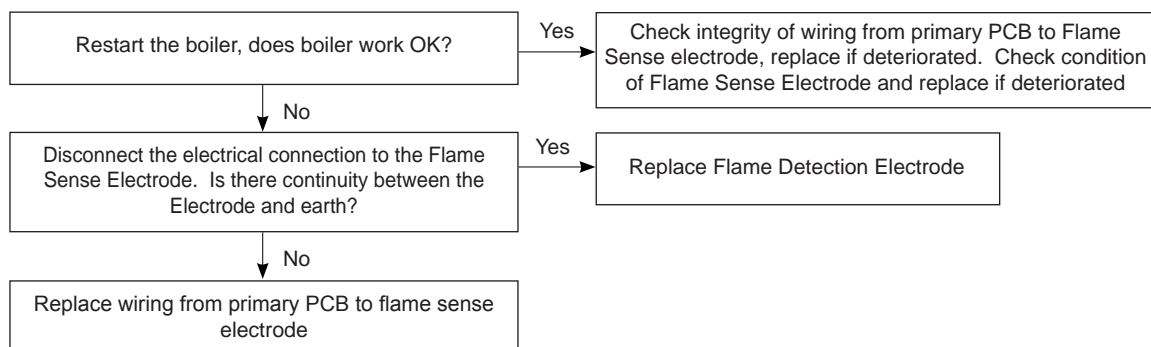 Restart the boiler, does boiler work OK?
Yes
Check integrity of wiring from primary PCB to Flame
Sense electrode, replace if deteriorated.  Check condition
of Flame Sense Electrode and replace if deteriorated
No
Disconnect the electrical connection to the Flame
Sense Electrode.  Is there continuity between the
Electrode and earth?
Yes
Replace Flame Detection Electrode
No
Replace wiring from primary PCB to flame sense
electrode